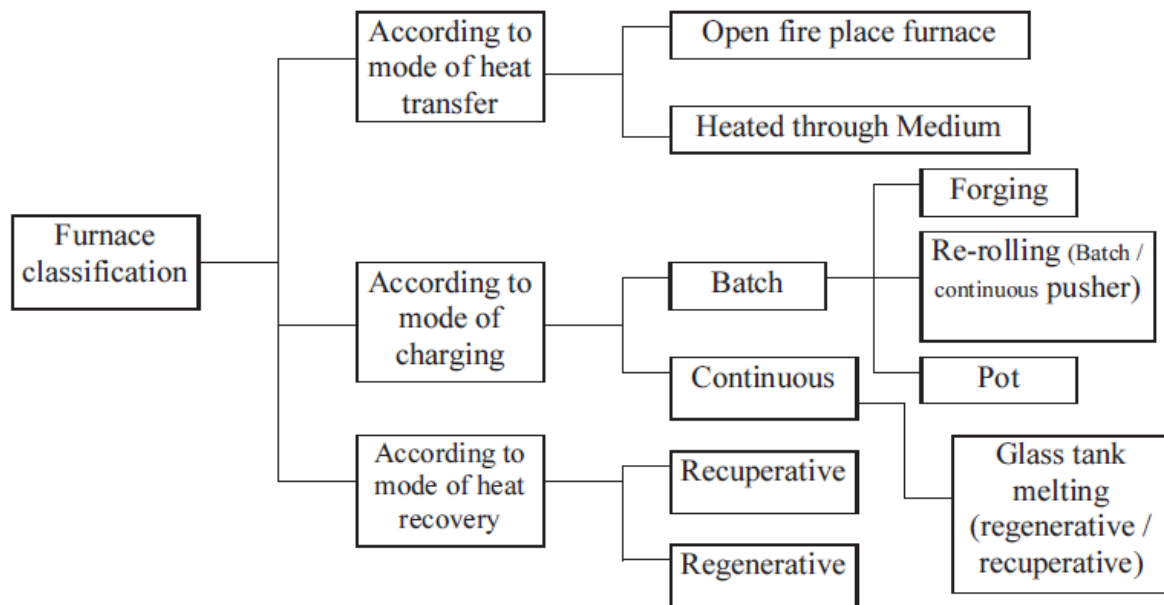 Furnace
classification
According to
mode of heat
transfer
Open fire place furnace
Heated through Medium
According to
mode of
charging
Batch
Forging
Re-rolling (Batch /
continuous pusher)
Pot
Continuous
Glass tank
melting
(regenerative /
recuperative)
According to
mode of heat
recovery
Recuperative
Regenerative